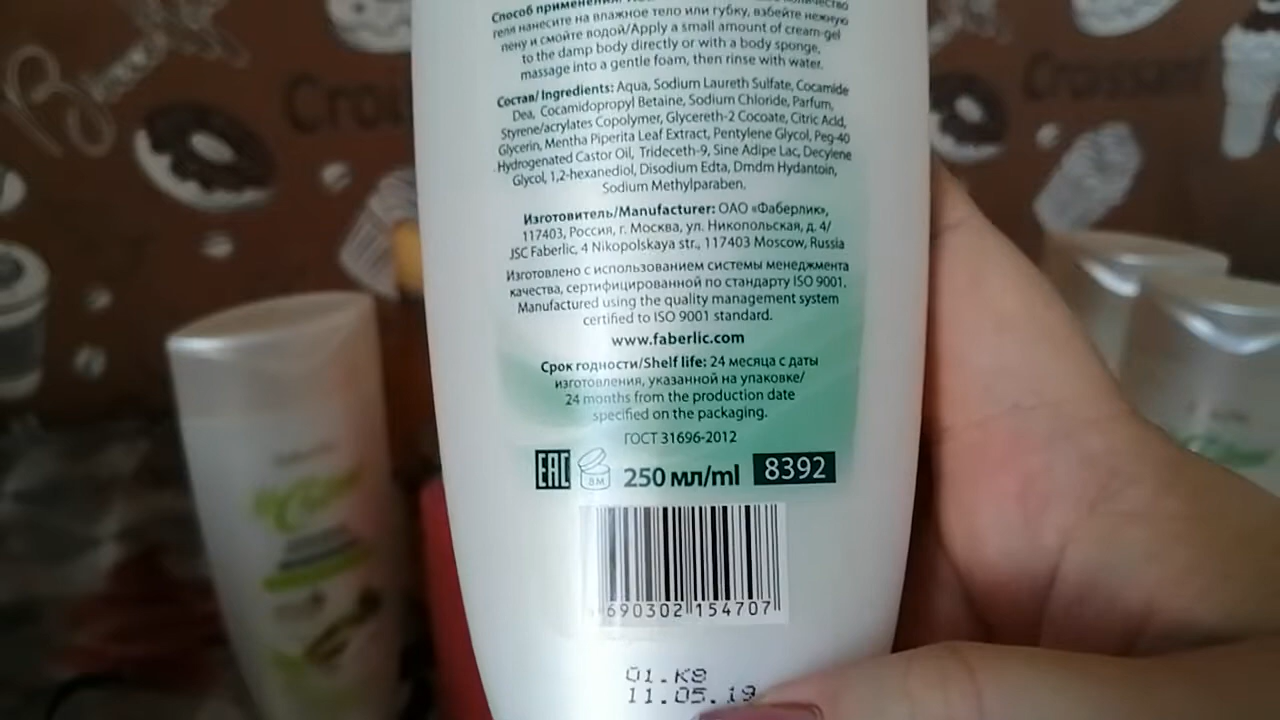 Способ применения:
геля нанесите на влажное тело или губку, взбейте нежную
пену и смойте водой/Apply a small amount of cream-gel
to the damp body directly or with a body sponge,
massage into a gentle foam, then rinse with water.
Состав/ Ingredients: Aqua, Sodium Laureth Sulfate, Cocamide
Dea, Cocamidopropyl Betaine, Sodium Chloride, Parfum,
Styrene/acrylates Copolymer, Glycereth-2 Cocoate, Citric Acid,
Glycerin, Mentha Piperita Leaf Extract, Pentylene Glycol, Peg-40
Hydrogenated Castor Oil, Trideceth-9, Sine Adipe Lac, Decylene
Glycol, 1,2-hexanediol, Disodium Edta, Dmdm Hydantoin,
Sodium Methylparaben.
Изготовитель/Manufacturer: ОАО «Фаберлик»,
117403, Россия, г. Москва, ул. Никопольская, д. 4/
JSC Faberlic, 4 Nikopolskaya str., 117403 Moscow, Russia
Изготовлено с использованием системы менеджмента
качества, сертифицированной по стандарту ISO 9001.
Manufactured using the quality management system
certified to ISO 9001 standard.
www.faberlic.com
Срок годности/Shelf life: 24 месяца с даты
изготовления, указанной на упаковке/
24 months from the production date
specified on the packaging.
ГОСТ 31696-2012
EAC 8M 250 мл/ml 8392
690302 154707
01.K9
11.05.19
Croissant